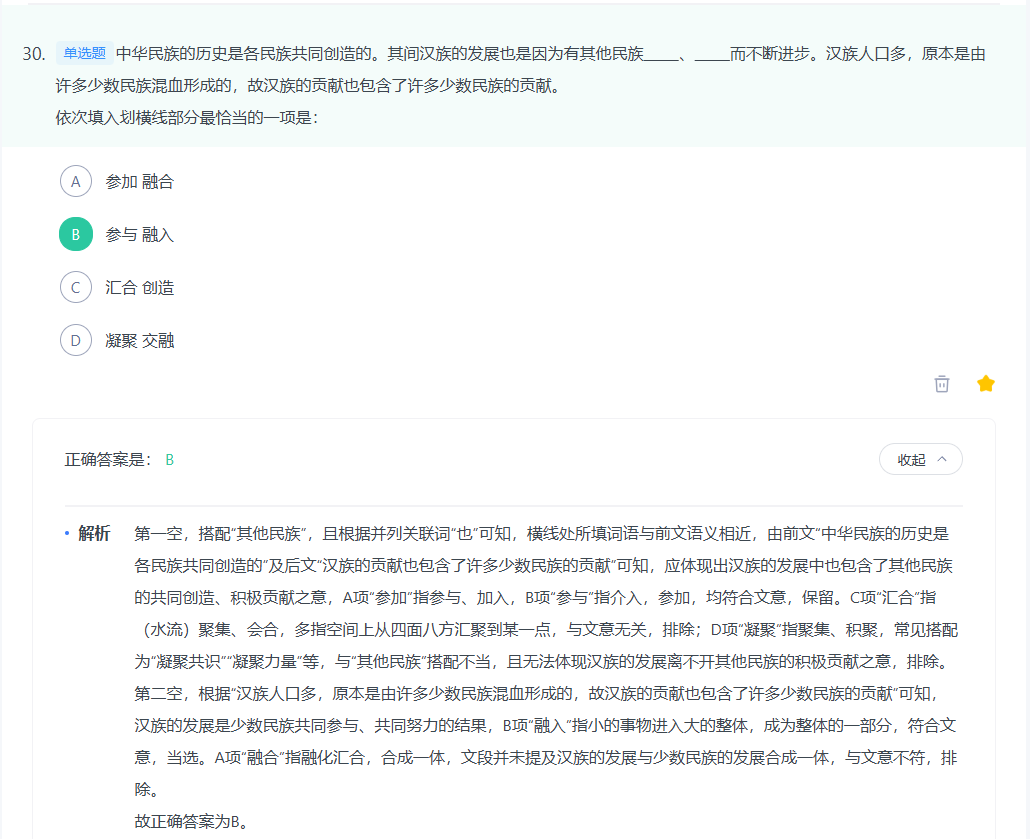 30. 单选题 中华民族的历史是各民族共同创造的。其间汉族的发展也是因为有其他民族____、____而不断进步。汉族人口多，原本是由
许多少数民族混血形成的，故汉族的贡献也包含了许多少数民族的贡献。
依次填入划横线部分最恰当的一项是：
A 参加 融合
B 参与 融入
C 汇合 创造
D 凝聚 交融
正确答案是： B
收起
• 解析 第一空，搭配“其他民族”，且根据并列关联词“也”可知，横线处所填词语与前文语义相近，由前文“中华民族的历史是
各民族共同创造的”及后文“汉族的贡献也包含了许多少数民族的贡献”可知，应体现出汉族的发展中也包含了其他民族
的共同创造、积极贡献之意，A项“参加”指参与、加入，B项“参与”指介入，参加，均符合文意，保留。C项“汇合”指
（水流）聚集、会合，多指空间上从四面八方汇聚到某一点，与文意无关，排除；D项“凝聚”指聚集、积聚，常见搭配
为“凝聚共识”“凝聚力量”等，与“其他民族”搭配不当，且无法体现汉族的发展离不开其他民族的积极贡献之意，排除。
第二空，根据“汉族人口多，原本是由许多少数民族混血形成的，故汉族的贡献也包含了许多少数民族的贡献”可知，
汉族的发展是少数民族共同参与、共同努力的结果，B项“融入”指小的事物进入大的整体，成为整体的一部分，符合文
意，当选。A项“融合”指融化汇合，合成一体，文段并未提及汉族的发展与少数民族的发展合成一体，与文意不符，排
除。
故正确答案为B。